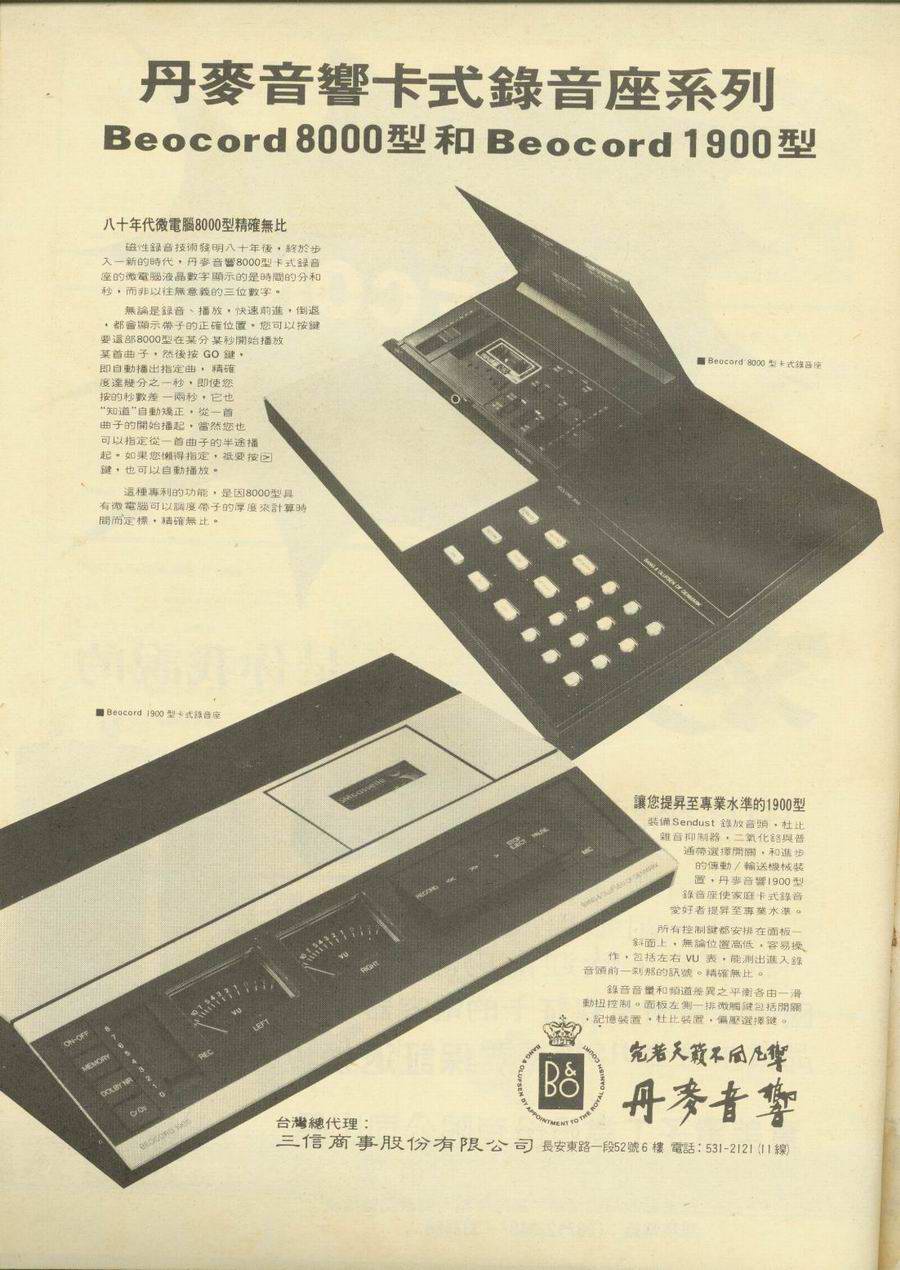 丹麥音響卡式錄音座系列
Beocord 8000型 和 Beocord 1900型
八十年代微電腦8000型精確無比
磁性錄音技術發明八十年後，終於步
入一新的時代，丹麥音響8000型卡式錄音
座的微電腦液晶數字顯示的是時間的分和
秒，而非以往無意義的三位數字。
無論是錄音、播放，快速前進，倒退
，都會顯示帶子的正確位置。您可以按鍵
要這部8000型在某分某秒開始播放
某首曲子，然後按 GO 鍵，
即自動播出指定曲，精確
度達幾分之一秒，即使您
按的秒數差一兩秒，它也
“知道”自動矯正，從一首
曲子的開始播起，當然您也
可以指定從一首曲子的半途播
起。如果您懶得指定，祇要按
鍵，也可以自動播放。
這種專利的功能，是因8000型具
有微電腦可以調度帶子的厚度來計算時
間而定標，精確無比。
■ Beocord 8000 型卡式錄音座
BANG & OLUFSEN OF DENMARK
■ Beocord 1900 型卡式錄音座
RECORD
<<
>>
>
STOP
EJECT
PAUSE
REC
VU
LEFT
VU
RIGHT
REC
ON-OFF
MEMORY
DOLBY NR
BEOCORD 1900
讓您提昇至專業水準的1900型
裝備Sendust 錄放音頭，杜比
雜音抑制器，二氧化鉻與普
通帶選擇開關，和進步
的傳動／輸送機械裝
置，丹麥音響1900型
錄音座使家庭卡式錄音
愛好者提昇至專業水準。
所有控制鍵都安排在面板一
斜面上，無論位置高低，容易操
作，包括左右 VU 表，能測出進入錄
音頭前一剎那的訊號。精確無比。
錄音音量和頻道差異之平衡各由一滑
動扭控制。面板左側一排微觸鍵包括開關
，記憶裝置，杜比裝置，偏壓選擇鍵。
B&O
BANG & OLUFSEN BY APPOINTMENT TO THE ROYAL DANISH COURT
宛若天籟不同凡響
丹麥音響
台灣總代理：
三信商事股份有限公司 長安東路一段52號6樓 電話：531-2121 (11線)